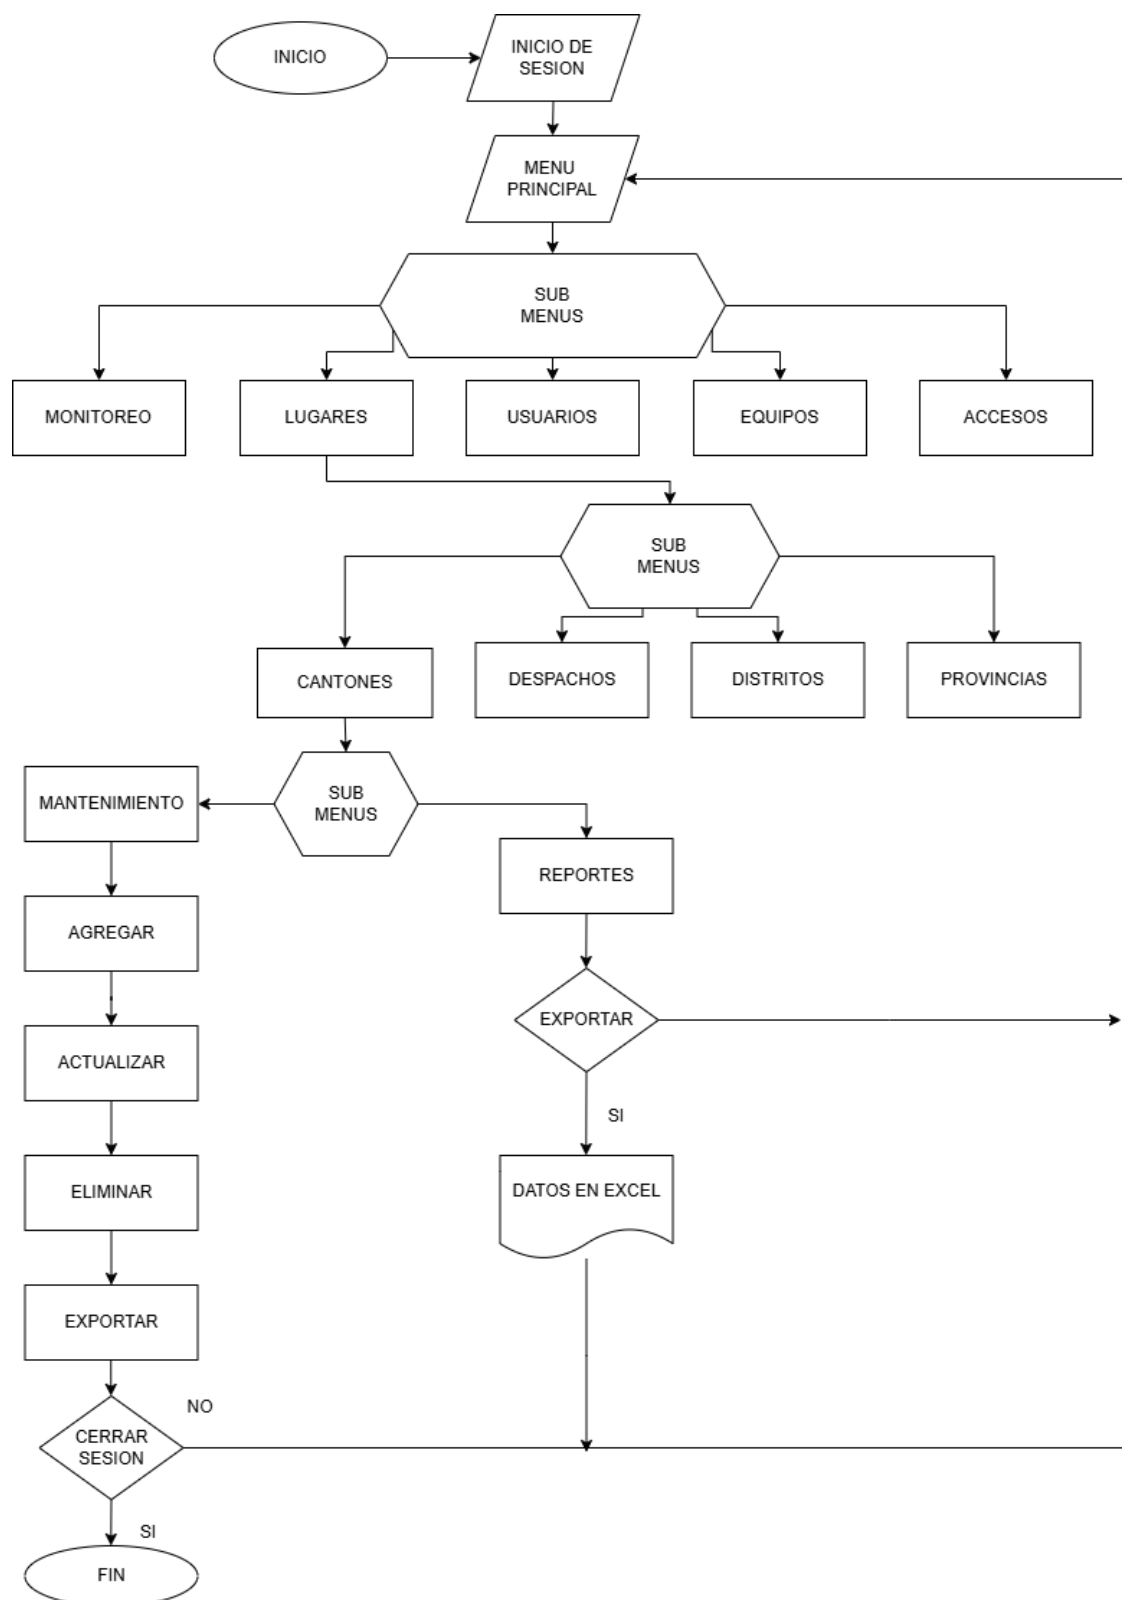 INICIO
INICIO DE
SESION
MENU
PRINCIPAL
SUB
MENUS
MONITOREO
LUGARES
USUARIOS
EQUIPOS
ACCESOS
SUB
MENUS
CANTONES
DESPACHOS
DISTRITOS
PROVINCIAS
SUB
MENUS
MANTENIMIENTO
REPORTES
AGREGAR
EXPORTAR
ACTUALIZAR
SI
ELIMINAR
DATOS EN EXCEL
EXPORTAR
NO
CERRAR
SESION
SI
FIN